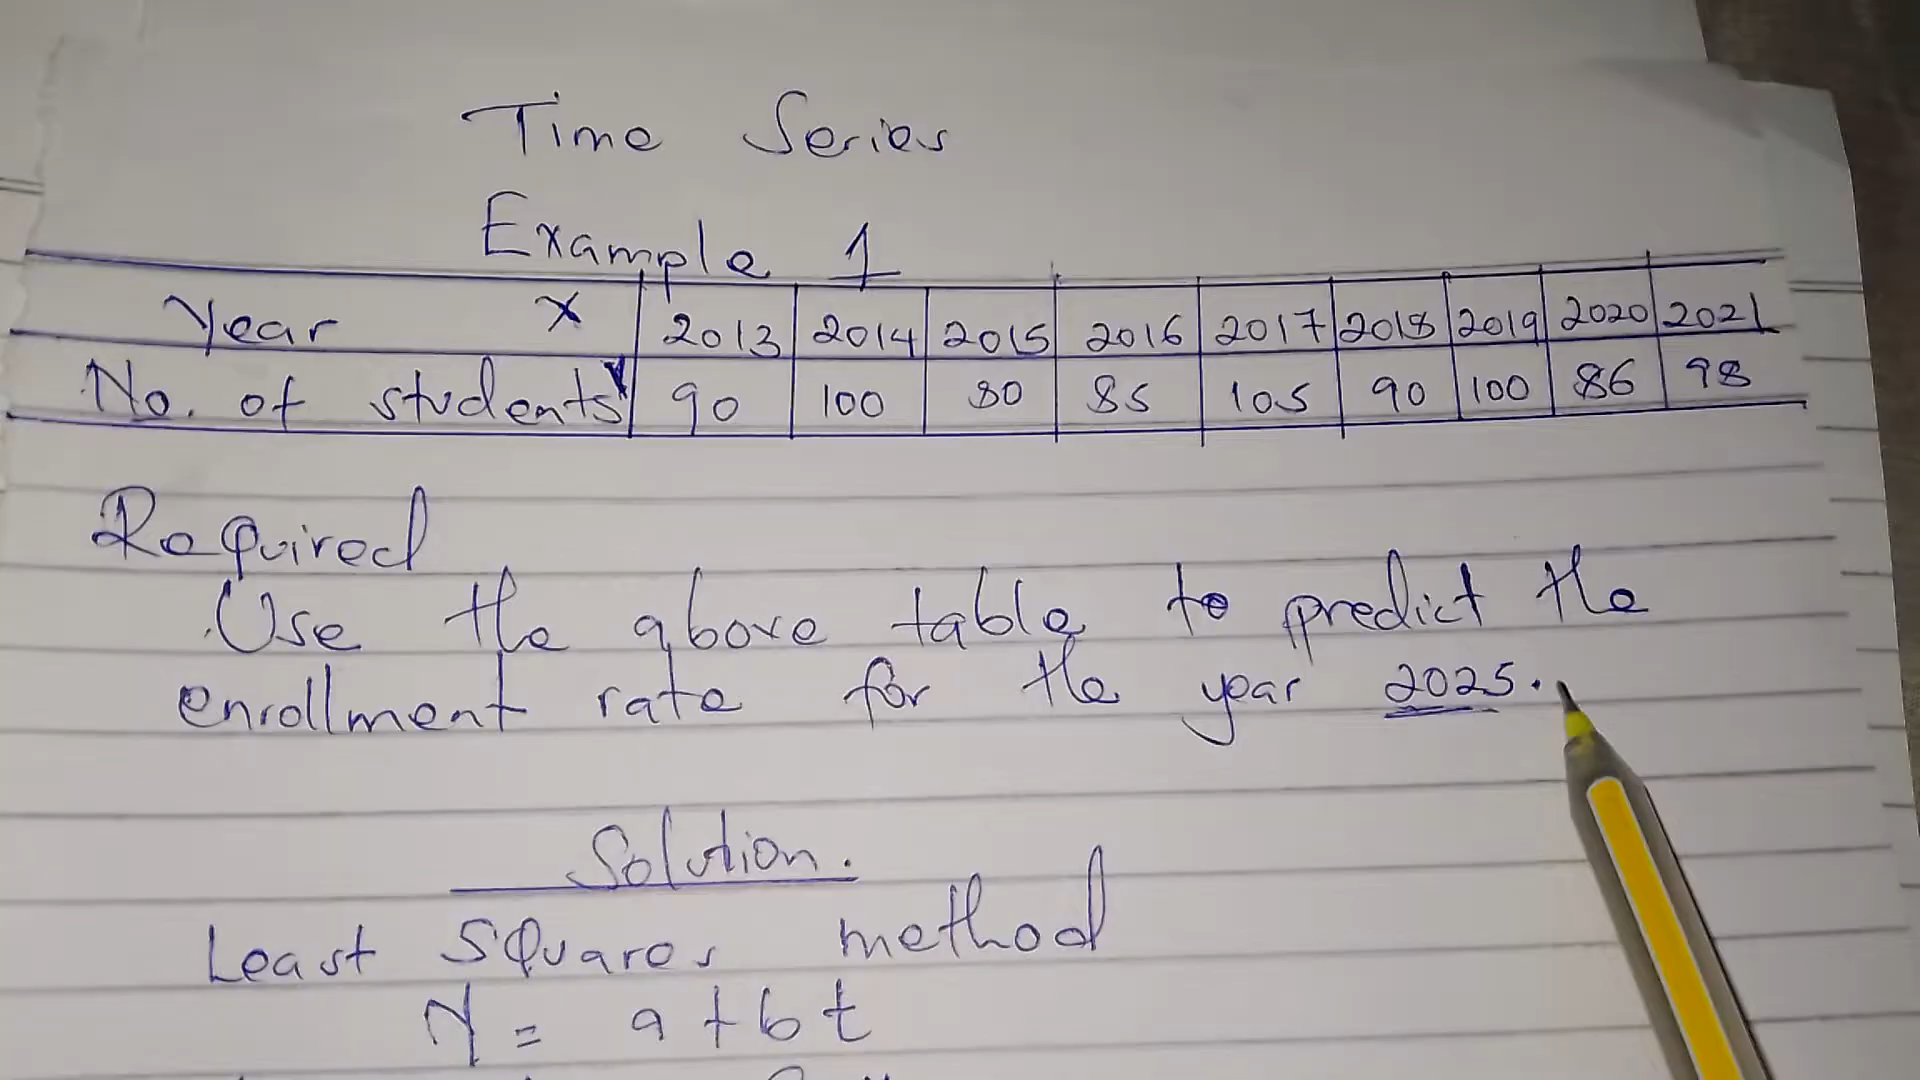 Time Series
Example 1
Year X 2013 2014 2015 2016 2017 2018 2019 2020 2021
No. of students Y 90 100 80 85 105 90 100 86 98
Required
Use the above table to predict the
enrollment rate for the year 2025.
Solution.
Least Squares method
Y = a + b t